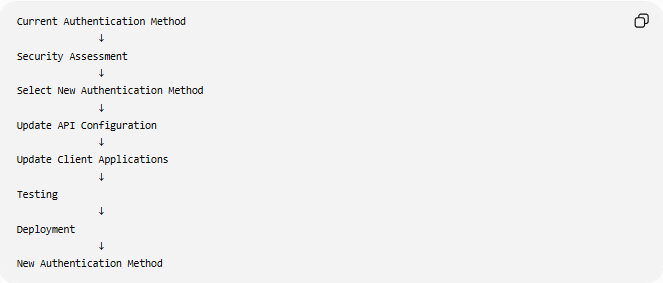 Current Authentication Method
↓
Security Assessment
↓
Select New Authentication Method
↓
Update API Configuration
↓
Update Client Applications
↓
Testing
↓
Deployment
↓
New Authentication Method